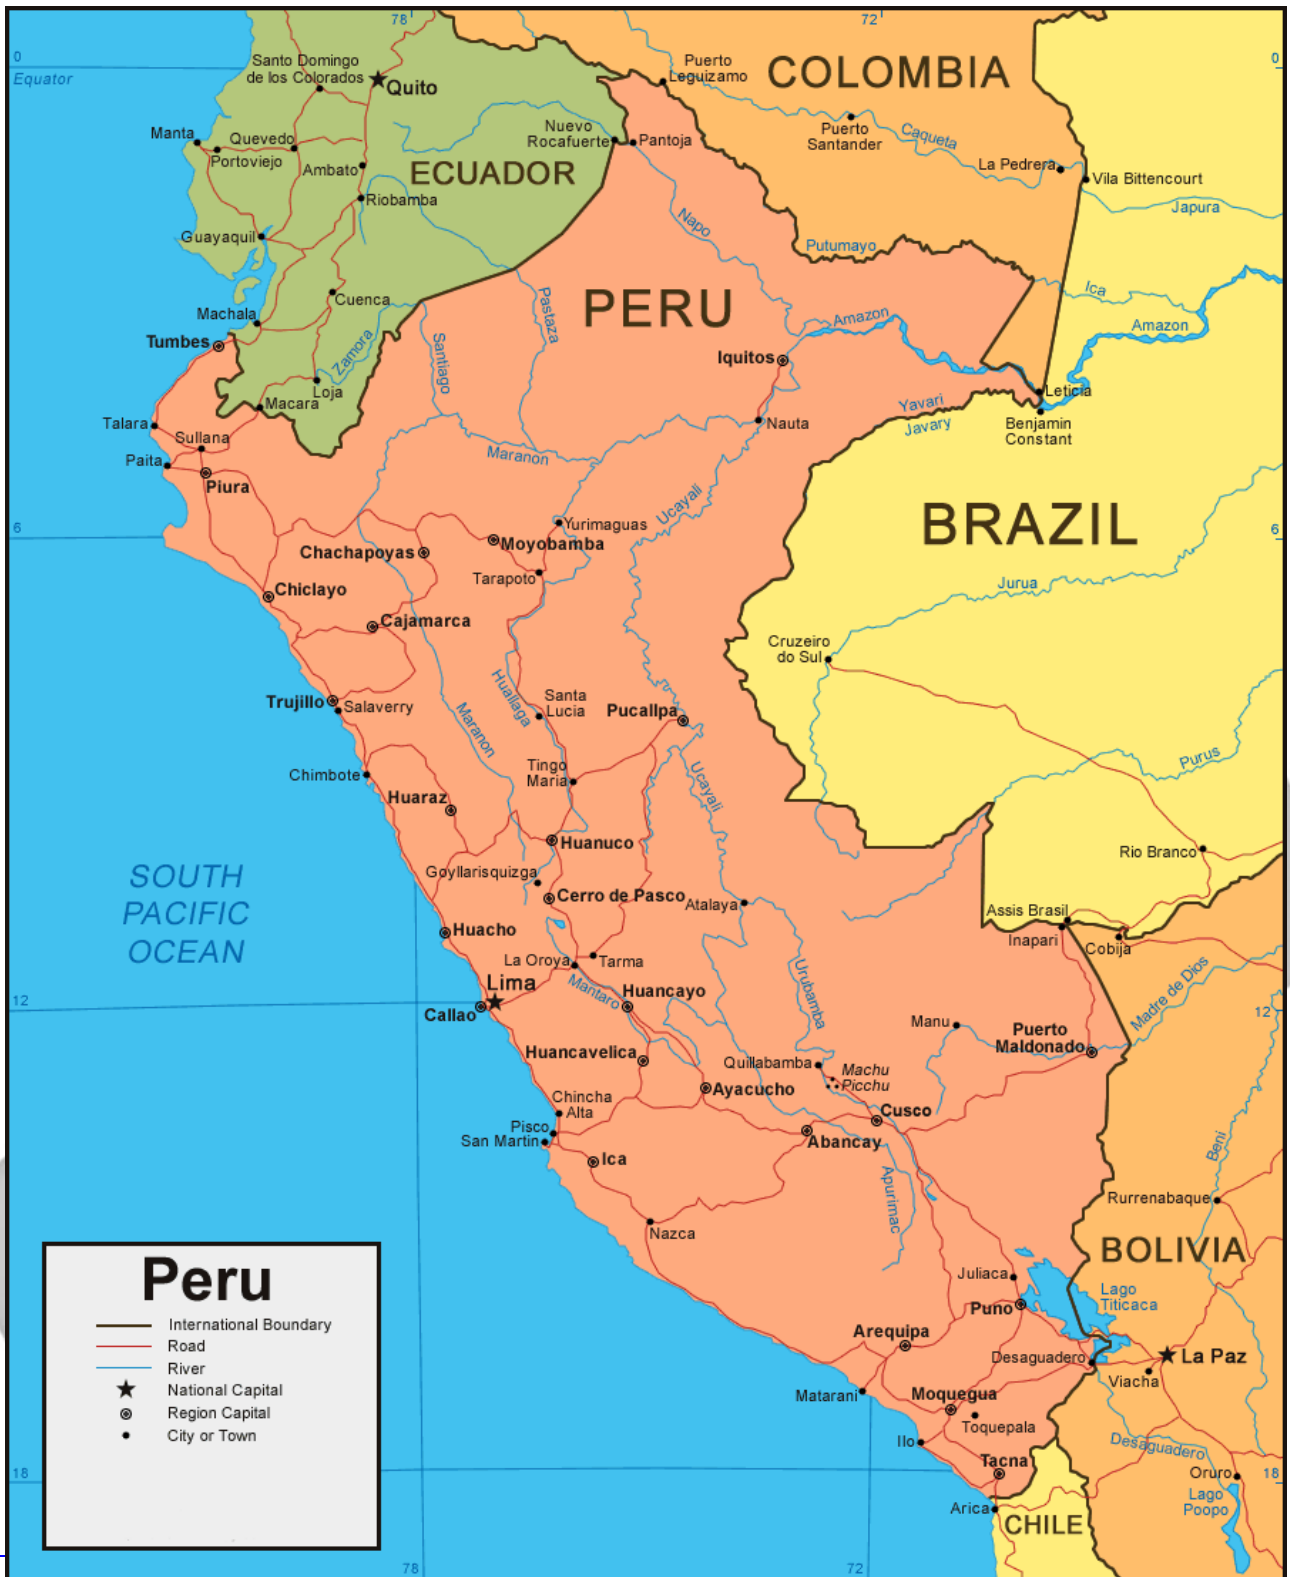 78
72
0
Equator
0
Santo Domingo
de los Colorados
Quito
Puerto
Leguizamo
COLOMBIA
Manta
Quevedo
Portoviejo
Ambato
ECUADOR
Nuevo
Rocafuerte
Pantoja
Puerto
Santander
Caqueta
La Pedrera
Vila Bittencourt
Japura
Riobamba
Guayaquil
Napo
Putumayo
Cuenca
Machala
Tumbes
Zamora
Santiago
Pastaza
PERU
Ica
Amazon
Amazon
Iquitos
Loja
Macara
Leticia
Benjamin
Constant
Yavari
Javary
Nauta
Talara
Sullana
Paita
Piura
Maranon
Ucayali
Yurimaguas
BRAZIL
6
6
Chachapoyas
Moyobamba
Tarapoto
Chiclayo
Cajamarca
Jurua
Cruzeiro
do Sul
Trujillo
Salaverry
Maranon
Huallaga
Santa
Lucia
Pucallpa
Chimbote
Tingo
Maria
Ucayali
Purus
Huaraz
Huanuco
Rio Branco
SOUTH
PACIFIC
OCEAN
Goyllarisquizga
Cerro de Pasco
Atalaya
Assis Brasil
Inapari
Cobija
Huacho
La Oroya
Tarma
Lima
Mantaro
Huancayo
Urubamba
Madre de Dios
12
12
Callao
Manu
Puerto
Maldonado
Huancavelica
Quillabamba
Machu
Picchu
Ayacucho
Chincha
Alta
Cusco
Pisco
San Martin
Abancay
Ica
Apurimac
Beni
Rurrenabaque
Nazca
BOLIVIA
Juliaca
Puno
Lago
Titicaca
Arequipa
Desaguadero
La Paz
Viacha
Matarani
Moquegua
Toquepala
Ilo
Desaguadero
Tacna
Oruro
18
18
Lago
Poopo
Arica
CHILE
78
72
Peru
International Boundary
Road
River
National Capital
Region Capital
City or Town